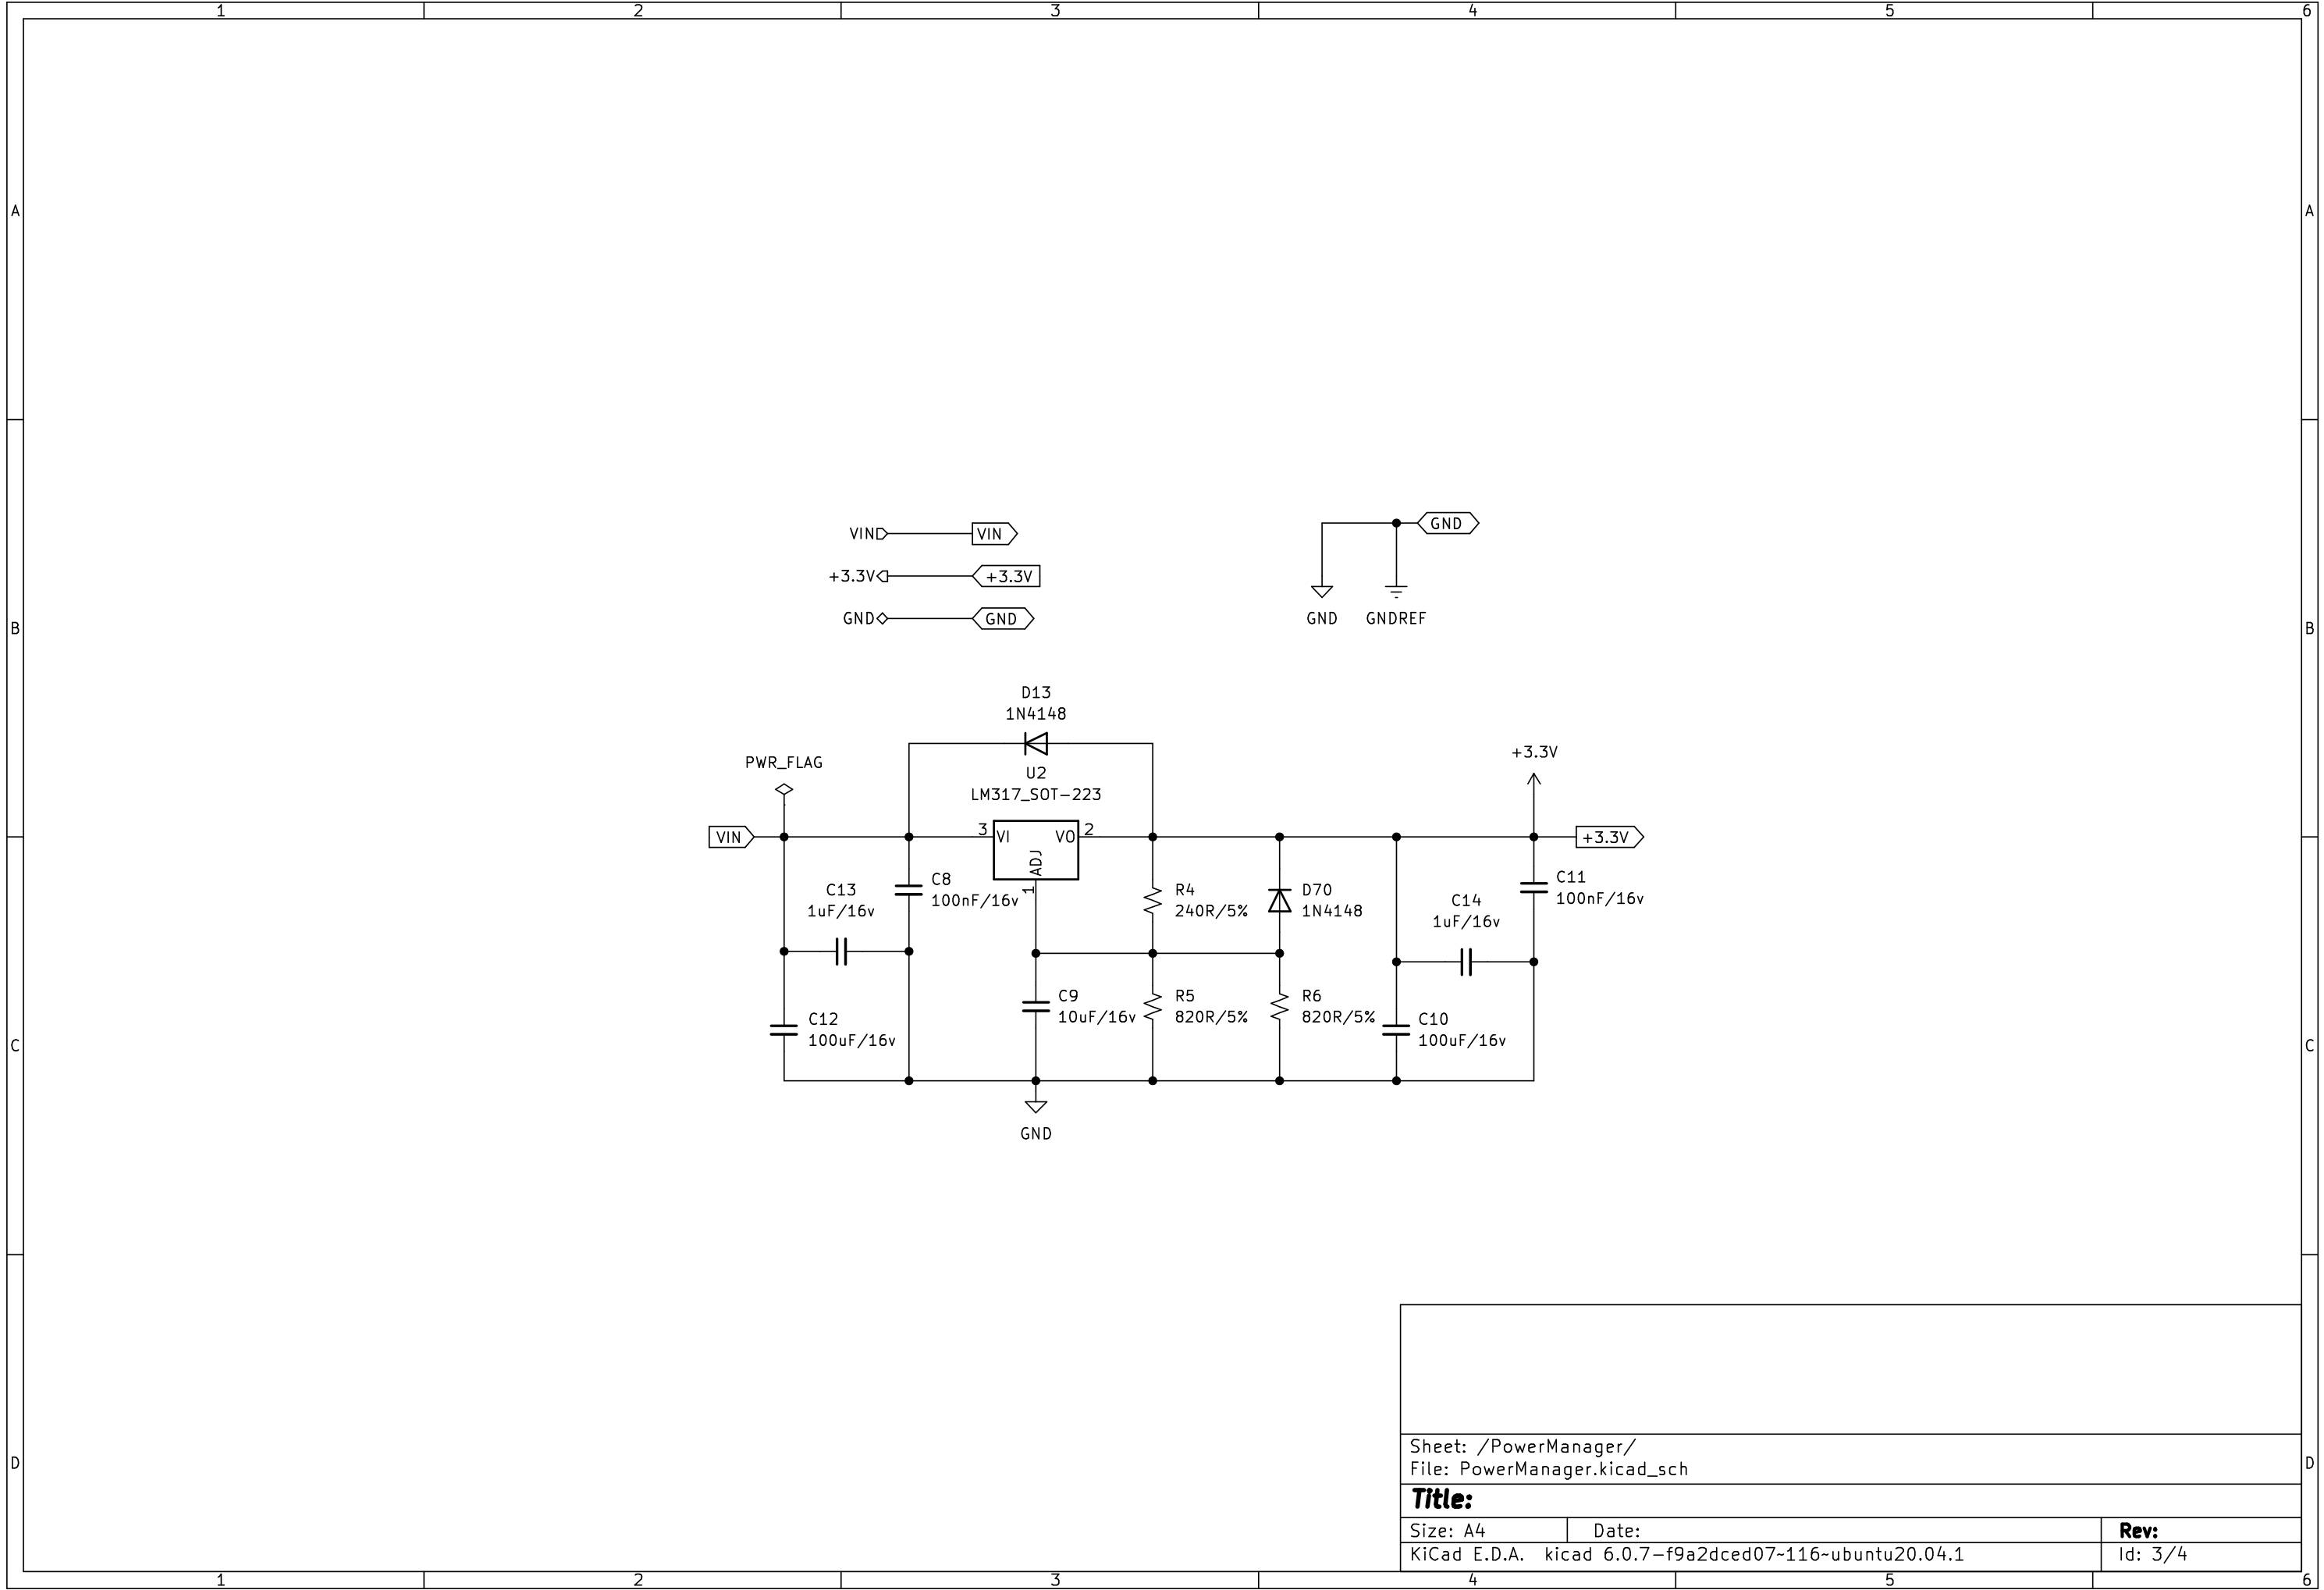 1 2 3 4 5 6
A A
VIN VIN
GND
+3.3V +3.3V
GND GND
GND GNDREF
B B
D13
1N4148
PWR_FLAG
+3.3V
U2
LM317_SOT-223
VIN
3 VI VO 2
ADJ
1
+3.3V
C13
1uF/16v
C8
100nF/16v
R4
240R/5%
D70
1N4148
C14
1uF/16v
C11
100nF/16v
C12
100uF/16v
C9
10uF/16v
R5
820R/5%
R6
820R/5%
C10
100uF/16v
C C
GND
D D
Sheet: /PowerManager/
File: PowerManager.kicad_sch
Title:
Size: A4 Date: Rev:
KiCad E.D.A. kicad 6.0.7-f9a2dced07~116~ubuntu20.04.1 Id: 3/4
1 2 3 4 5 6